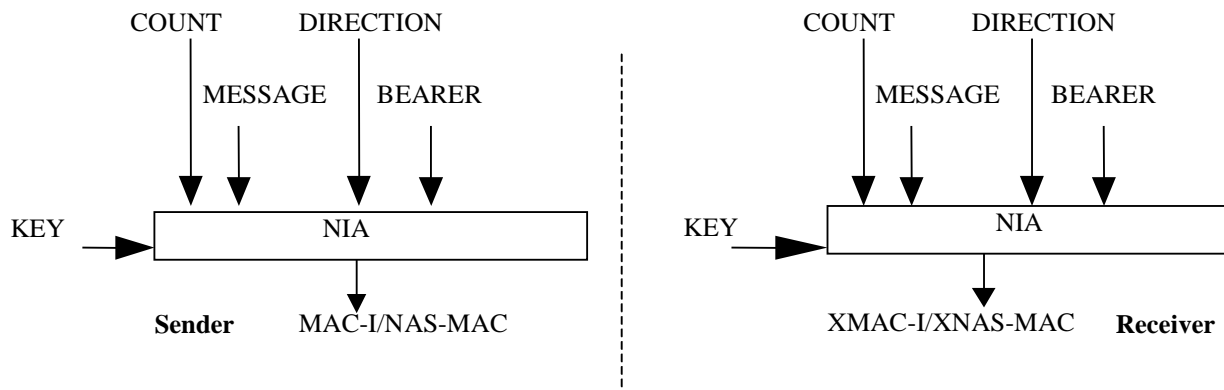 COUNT DIRECTION
MESSAGE BEARER
KEY NIA
Sender MAC-I/NAS-MAC
COUNT DIRECTION
MESSAGE BEARER
KEY NIA
XMAC-I/XNAS-MAC Receiver